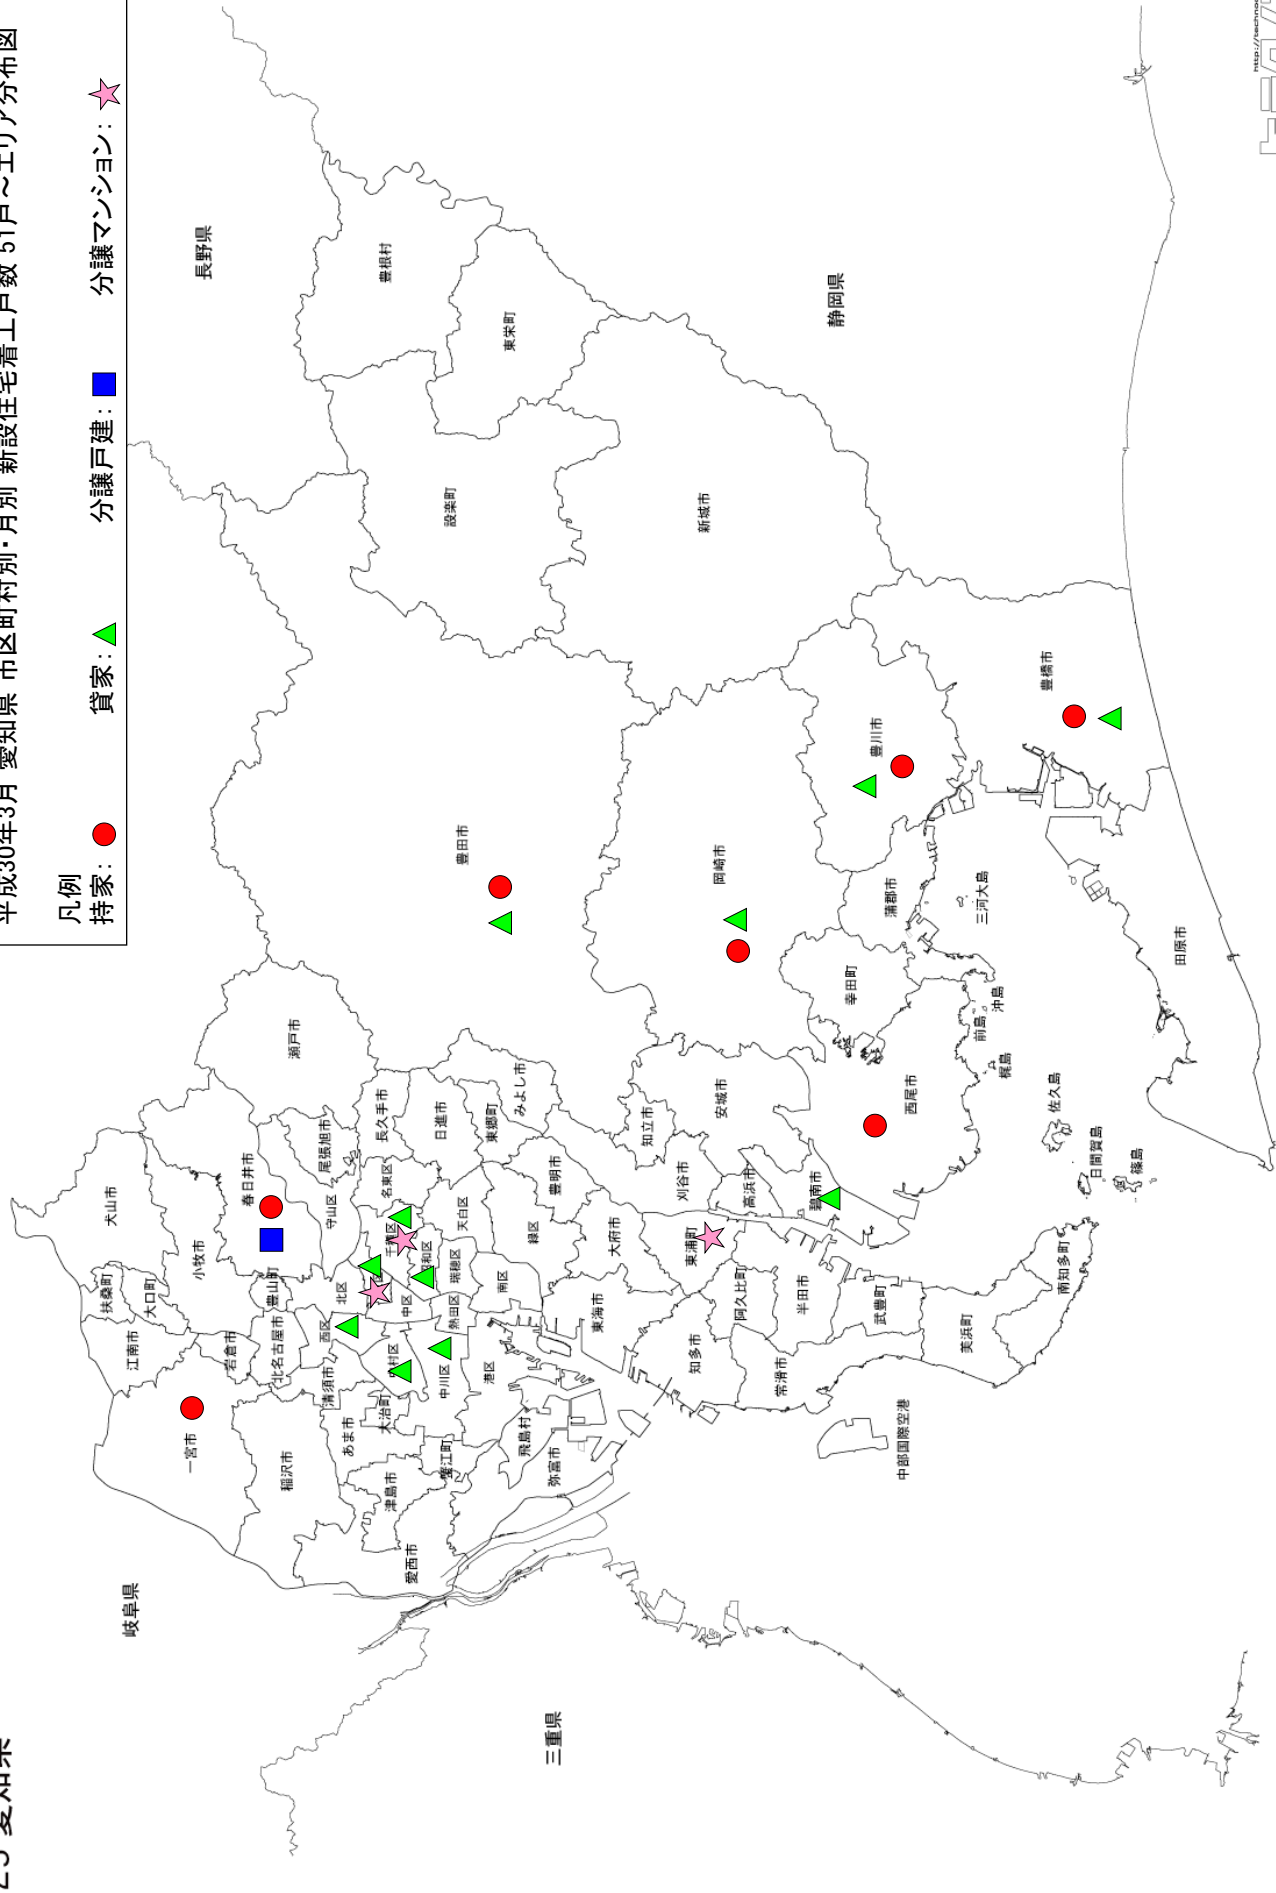 23 愛知県
平成30年3月 愛知県 市区町村別・月別 新設住宅着工戸数 51戸～エリア分布図
凡例
持家：
貸家：
分譲戸建：
分譲マンション：
岐阜県
長野県
静岡県
三重県
犬山市
扶桑町
大口町
江南市
小牧市
一宮市
岩倉市
春日井市
豊山町
北名古屋市
稲沢市
清須市
あま市
大治町
津島市
愛西市
蟹江町
飛島村
弥富市
瀬戸市
尾張旭市
長久手市
日進市
東郷町
みよし市
豊明市
守山区
名東区
千種区
北区
西区
中区
中村区
中川区
熱田区
瑞穂区
天白区
緑区
南区
港区
豊田市
設楽町
豊根村
東栄町
新城市
大府市
東海市
刈谷市
知立市
安城市
岡崎市
豊川市
豊橋市
高浜市
碧南市
東浦町
阿久比町
知多市
半田市
常滑市
武豊町
美浜町
南知多町
中部国際空港
西尾市
幸田町
蒲郡市
三河大島
田原市
前島
沖島
梶島
佐久島
日間賀島
篠島